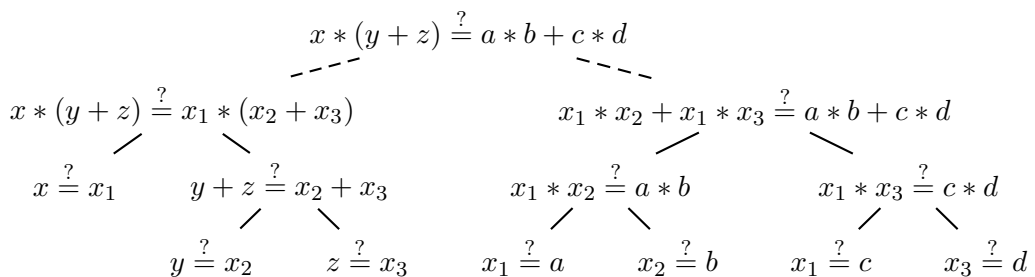 x ∗ (y + z) ≟ a ∗ b + c ∗ d
x ∗ (y + z) ≟ x₁ ∗ (x₂ + x₃) x₁ ∗ x₂ + x₁ ∗ x₃ ≟ a ∗ b + c ∗ d
x ≟ x₁ y + z ≟ x₂ + x₃ x₁ ∗ x₂ ≟ a ∗ b x₁ ∗ x₃ ≟ c ∗ d
y ≟ x₂ z ≟ x₃ x₁ ≟ a x₂ ≟ b x₁ ≟ c x₃ ≟ d